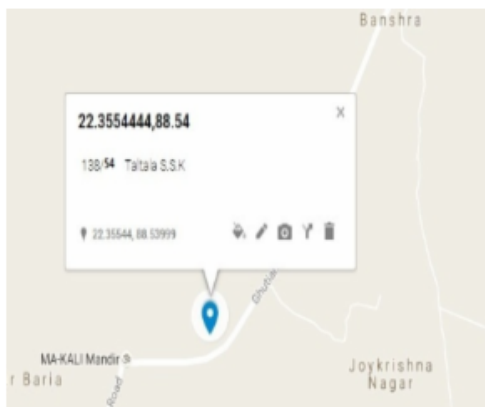 Banshra
22.3554444,88.54
×
138/54 Taltala S.S.K
22.35544, 88.53999
Ghutiar
MA-KALI Mandir
r Baria
Road
Joykrishna
Nagar